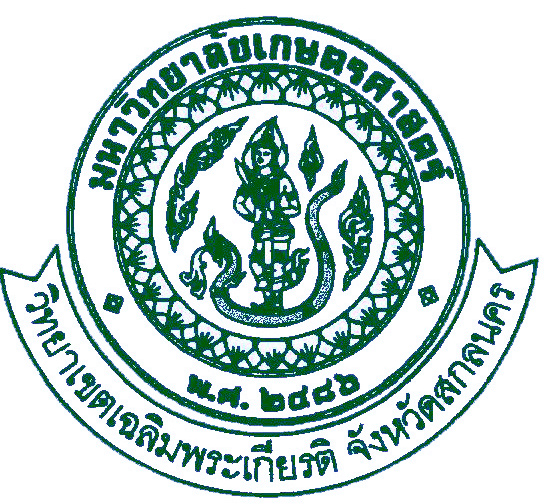 มหาวิทยาลัยเกษตรศาสตร์
พ.ศ. ๒๔๘๖
วิทยาเขตเฉลิมพระเกียรติ จังหวัดสกลนคร